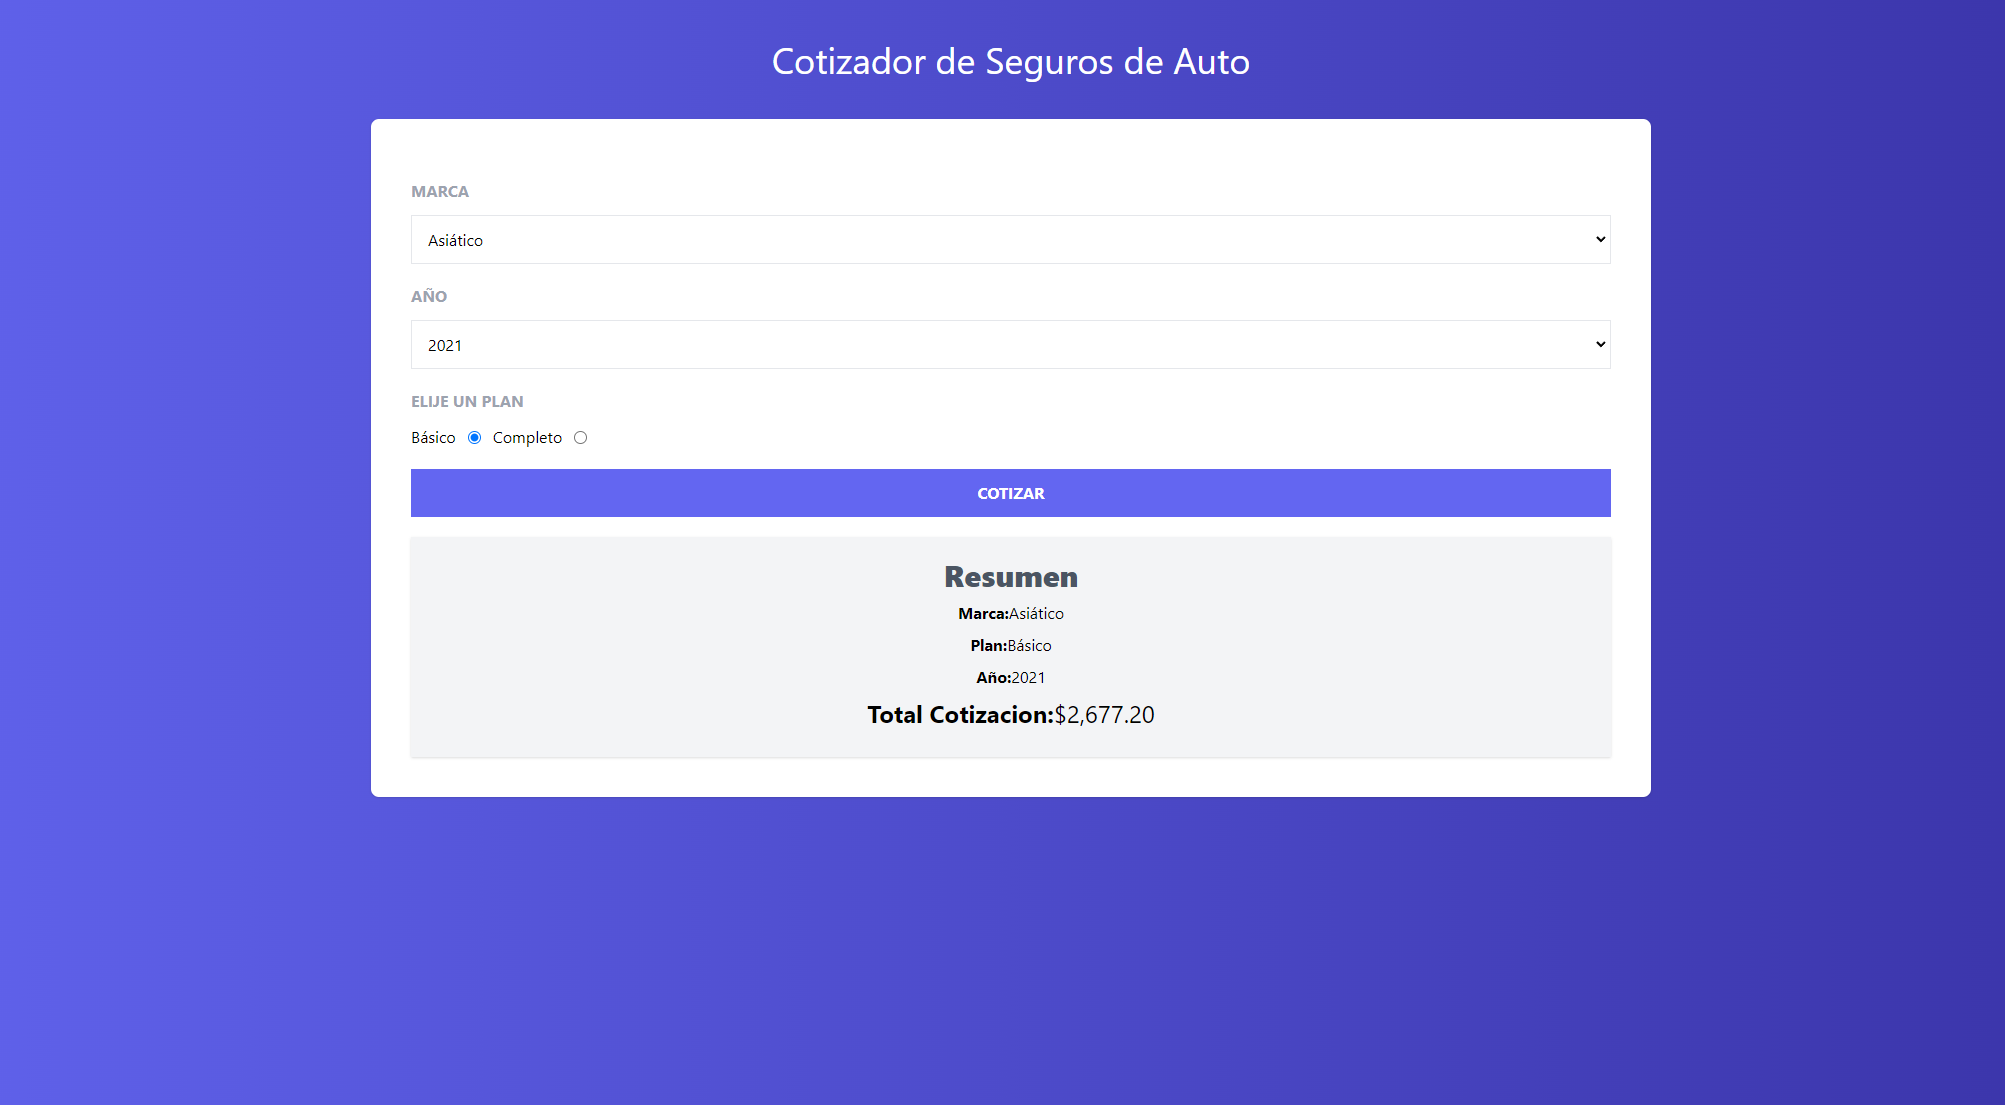 Cotizador de Seguros de Auto
MARCA
Asiático
AÑO
2021
ELIJE UN PLAN
Básico Completo
COTIZAR
Resumen
Marca:Asiático
Plan:Básico
Año:2021
Total Cotizacion:$2,677.20